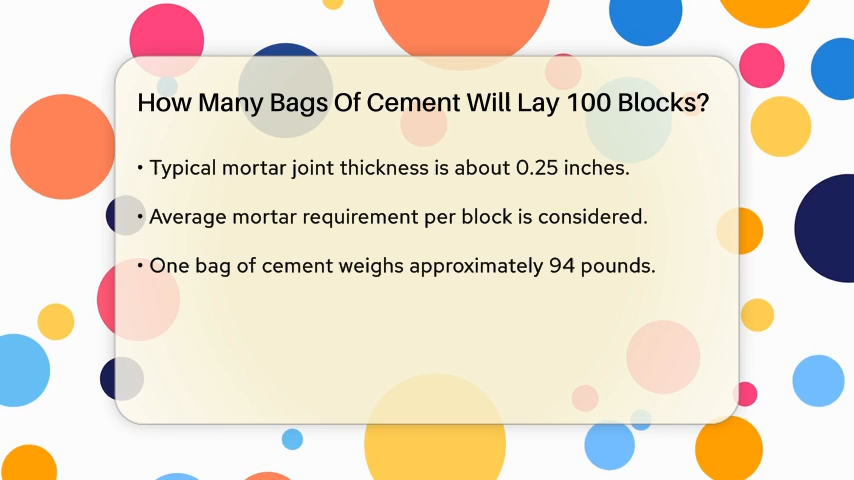 How Many Bags Of Cement Will Lay 100 Blocks?
• Typical mortar joint thickness is about 0.25 inches.
• Average mortar requirement per block is considered.
• One bag of cement weighs approximately 94 pounds.